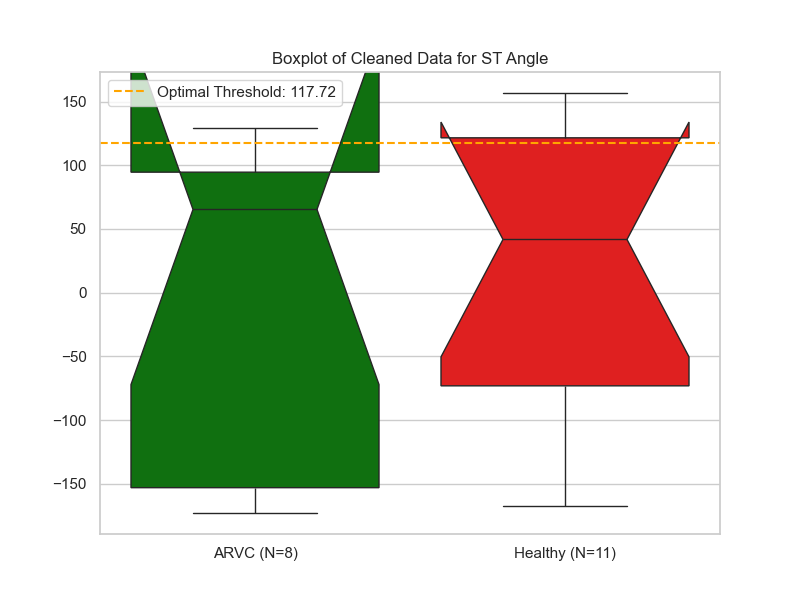 Boxplot of Cleaned Data for ST Angle
Optimal Threshold: 117.72
150
100
50
0
−50
−100
−150
ARVC (N=8)
Healthy (N=11)